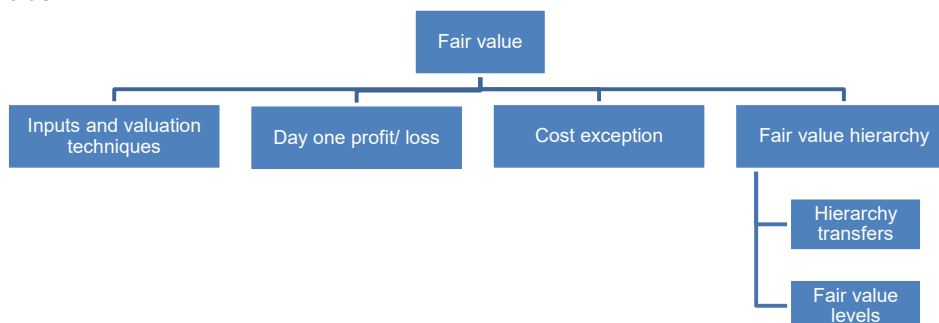 Fair value
Inputs and valuation
techniques
Day one profit/ loss
Cost exception
Fair value hierarchy
Hierarchy
transfers
Fair value
levels